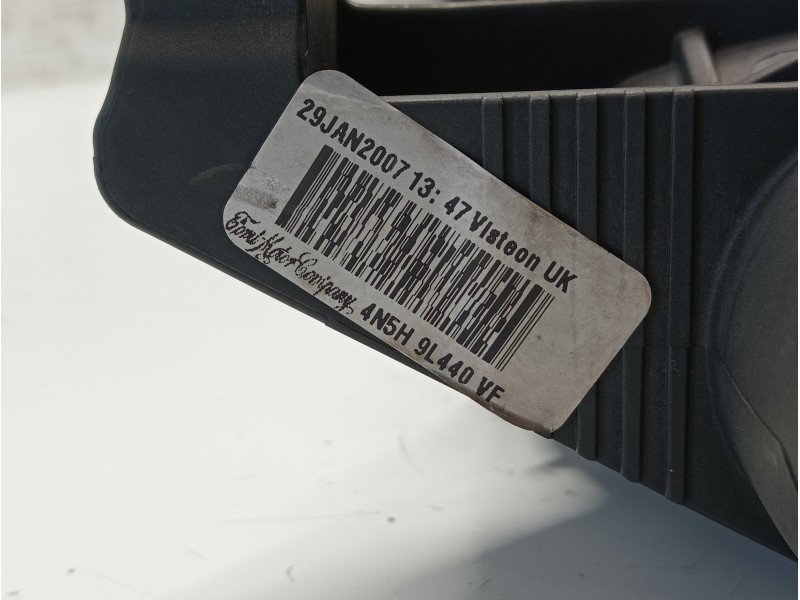 29JAN2007 13:47 Visteon UK
Ford Motor Company 4N5H 9L440 VF